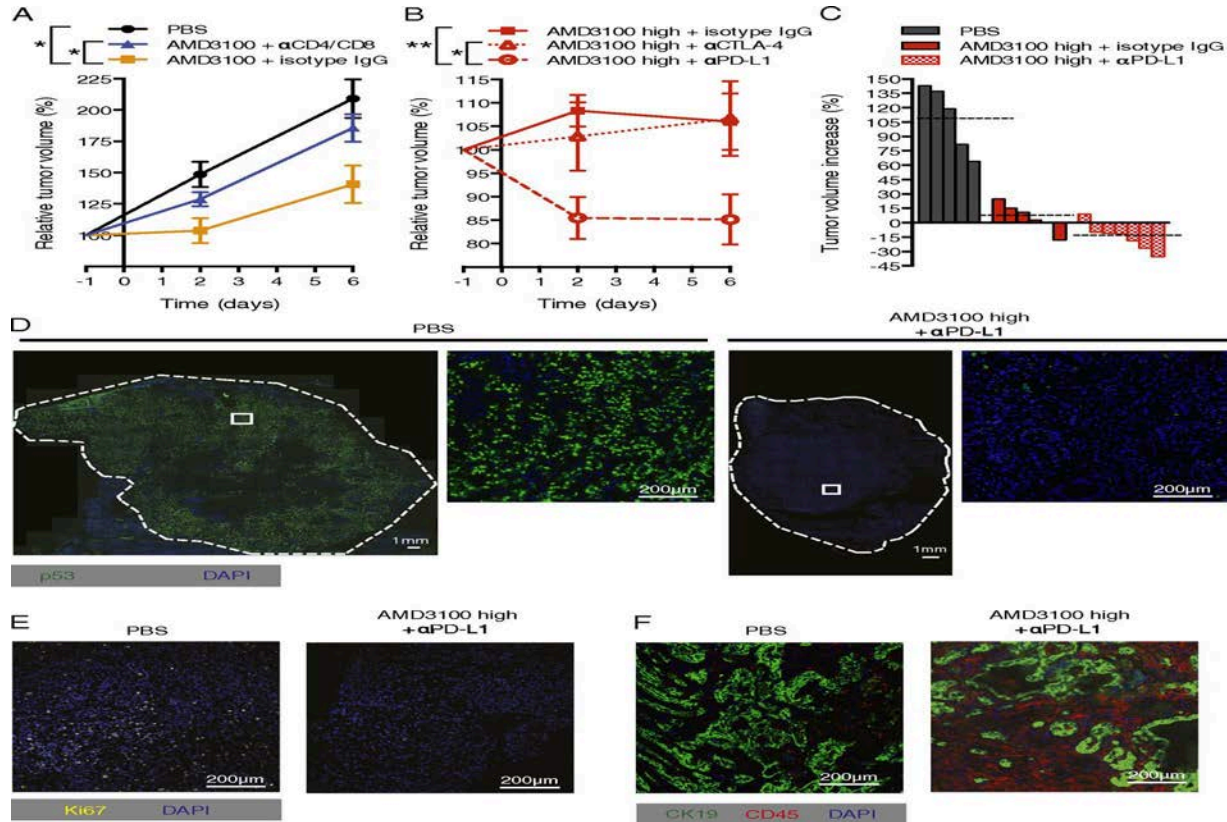 A
* *
PBS
AMD3100 + αCD4/CD8
AMD3100 + isotype IgG
Relative tumor volume (%)
225
200
175
150
125
100
-1 0 1 2 3 4 5 6
Time (days)
B
** *
AMD3100 high + isotype IgG
AMD3100 high + αCTLA-4
AMD3100 high + αPD-L1
Relative tumor volume (%)
115
110
105
100
95
90
85
80
-1 0 1 2 3 4 5 6
Time (days)
C
PBS
AMD3100 high + isotype IgG
AMD3100 high + αPD-L1
Tumor volume increase (%)
150
135
120
105
90
75
60
45
30
15
0
-15
-30
-45
D
PBS
AMD3100 high
+ αPD-L1
1mm
200μm
1mm
200μm
p53 DAPI
E
PBS
AMD3100 high
+αPD-L1
200μm
200μm
Ki67 DAPI
F
PBS
AMD3100 high
+αPD-L1
200μm
200μm
CK19 CD45 DAPI